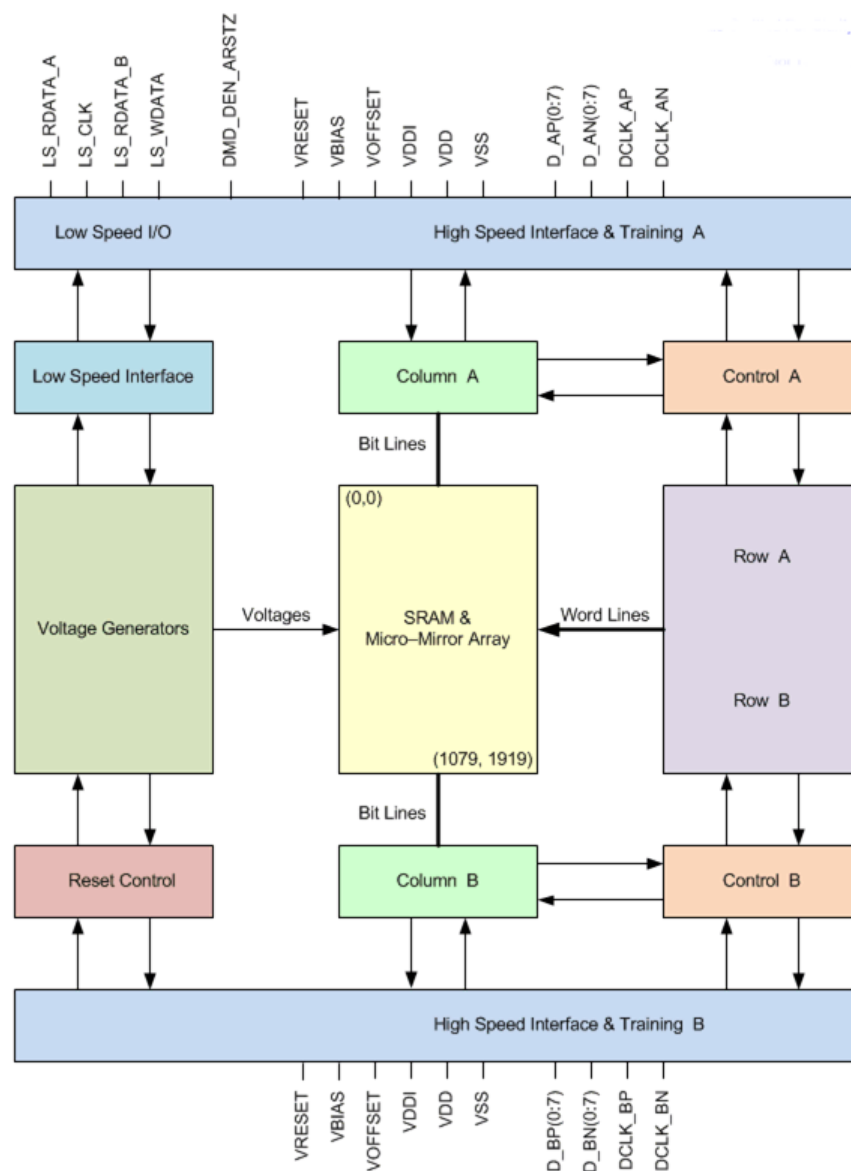 LS_RDATA_A
LS_CLK
LS_RDATA_B
LS_WDATA
DMD_DEN_ARSTZ
VRESET
VBIAS
VOFFSET
VDDI
VDD
VSS
D_AP(0:7)
D_AN(0:7)
DCLK_AP
DCLK_AN
Low Speed I/O
High Speed Interface & Training A
Low Speed Interface
Column A
Control A
Bit Lines
(0,0)
Row A
Voltage Generators
Voltages
SRAM &
Micro–Mirror Array
Word Lines
Row B
(1079, 1919)
Bit Lines
Reset Control
Column B
Control B
High Speed Interface & Training B
VRESET
VBIAS
VOFFSET
VDDI
VDD
VSS
D_BP(0:7)
D_BN(0:7)
DCLK_BP
DCLK_BN